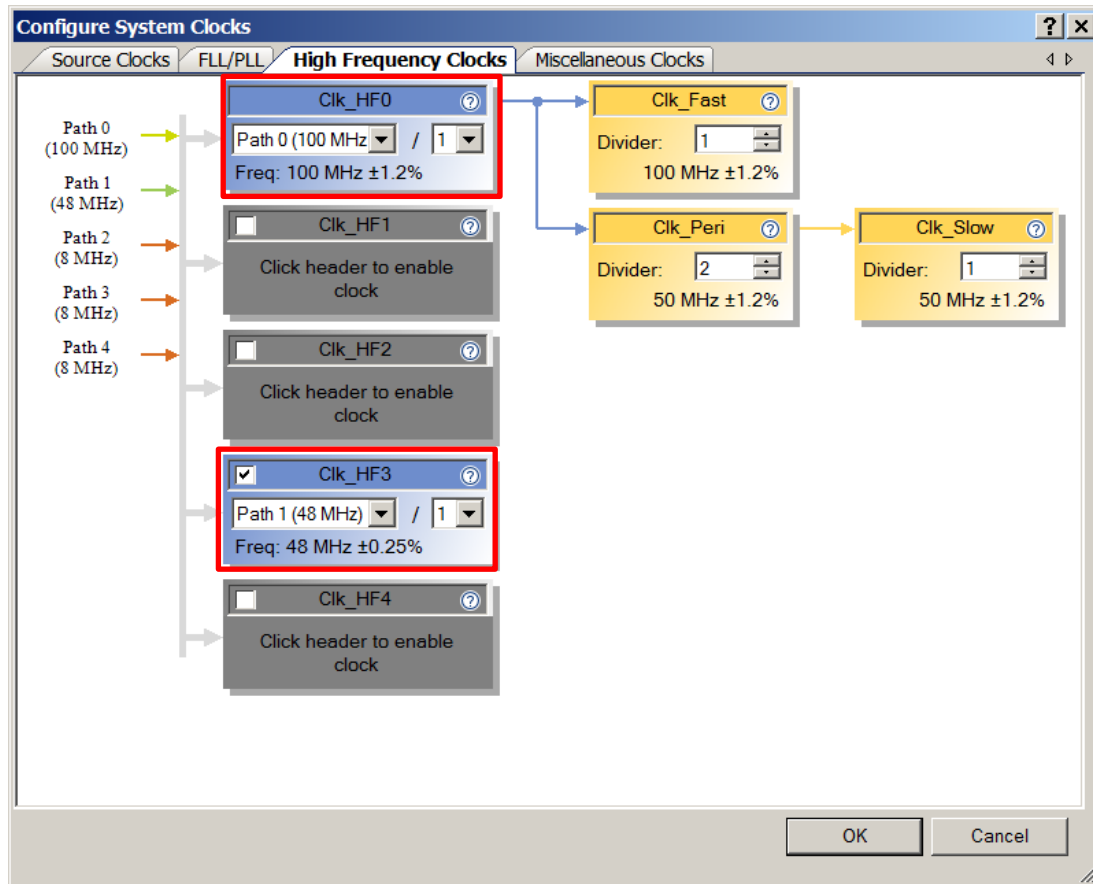 Configure System Clocks
? ×
Source Clocks FLL/PLL High Frequency Clocks Miscellaneous Clocks
Path 0
(100 MHz)
Path 1
(48 MHz)
Path 2
(8 MHz)
Path 3
(8 MHz)
Path 4
(8 MHz)
Clk_HF0 ?
Path 0 (100 MHz / 1
Freq: 100 MHz ±1.2%
Clk_HF1 ?
Click header to enable
clock
Clk_HF2 ?
Click header to enable
clock
Clk_HF3 ?
Path 1 (48 MHz) / 1
Freq: 48 MHz ±0.25%
Clk_HF4 ?
Click header to enable
clock
Clk_Fast ?
Divider: 1
100 MHz ±1.2%
Clk_Peri ?
Divider: 2
50 MHz ±1.2%
Clk_Slow ?
Divider: 1
50 MHz ±1.2%
OK Cancel